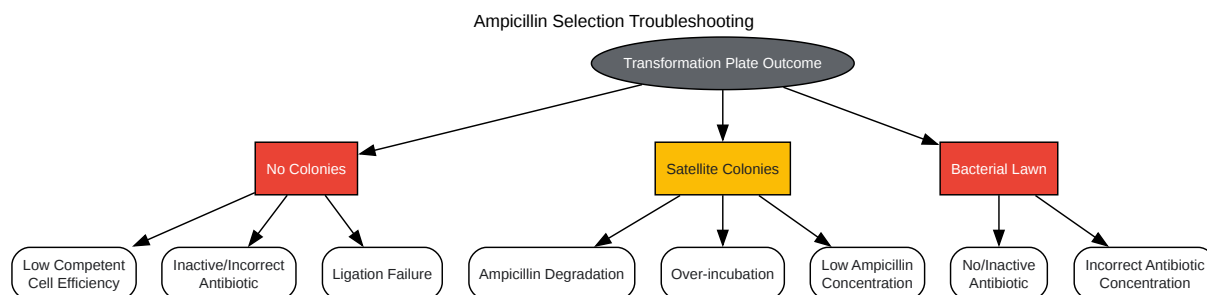 Ampicillin Selection Troubleshooting
Transformation Plate Outcome
No Colonies
Satellite Colonies
Bacterial Lawn
Low Competent
Cell Efficiency
Inactive/Incorrect
Antibiotic
Ligation Failure
Ampicillin Degradation
Over-incubation
Low Ampicillin
Concentration
No/Inactive
Antibiotic
Incorrect Antibiotic
Concentration